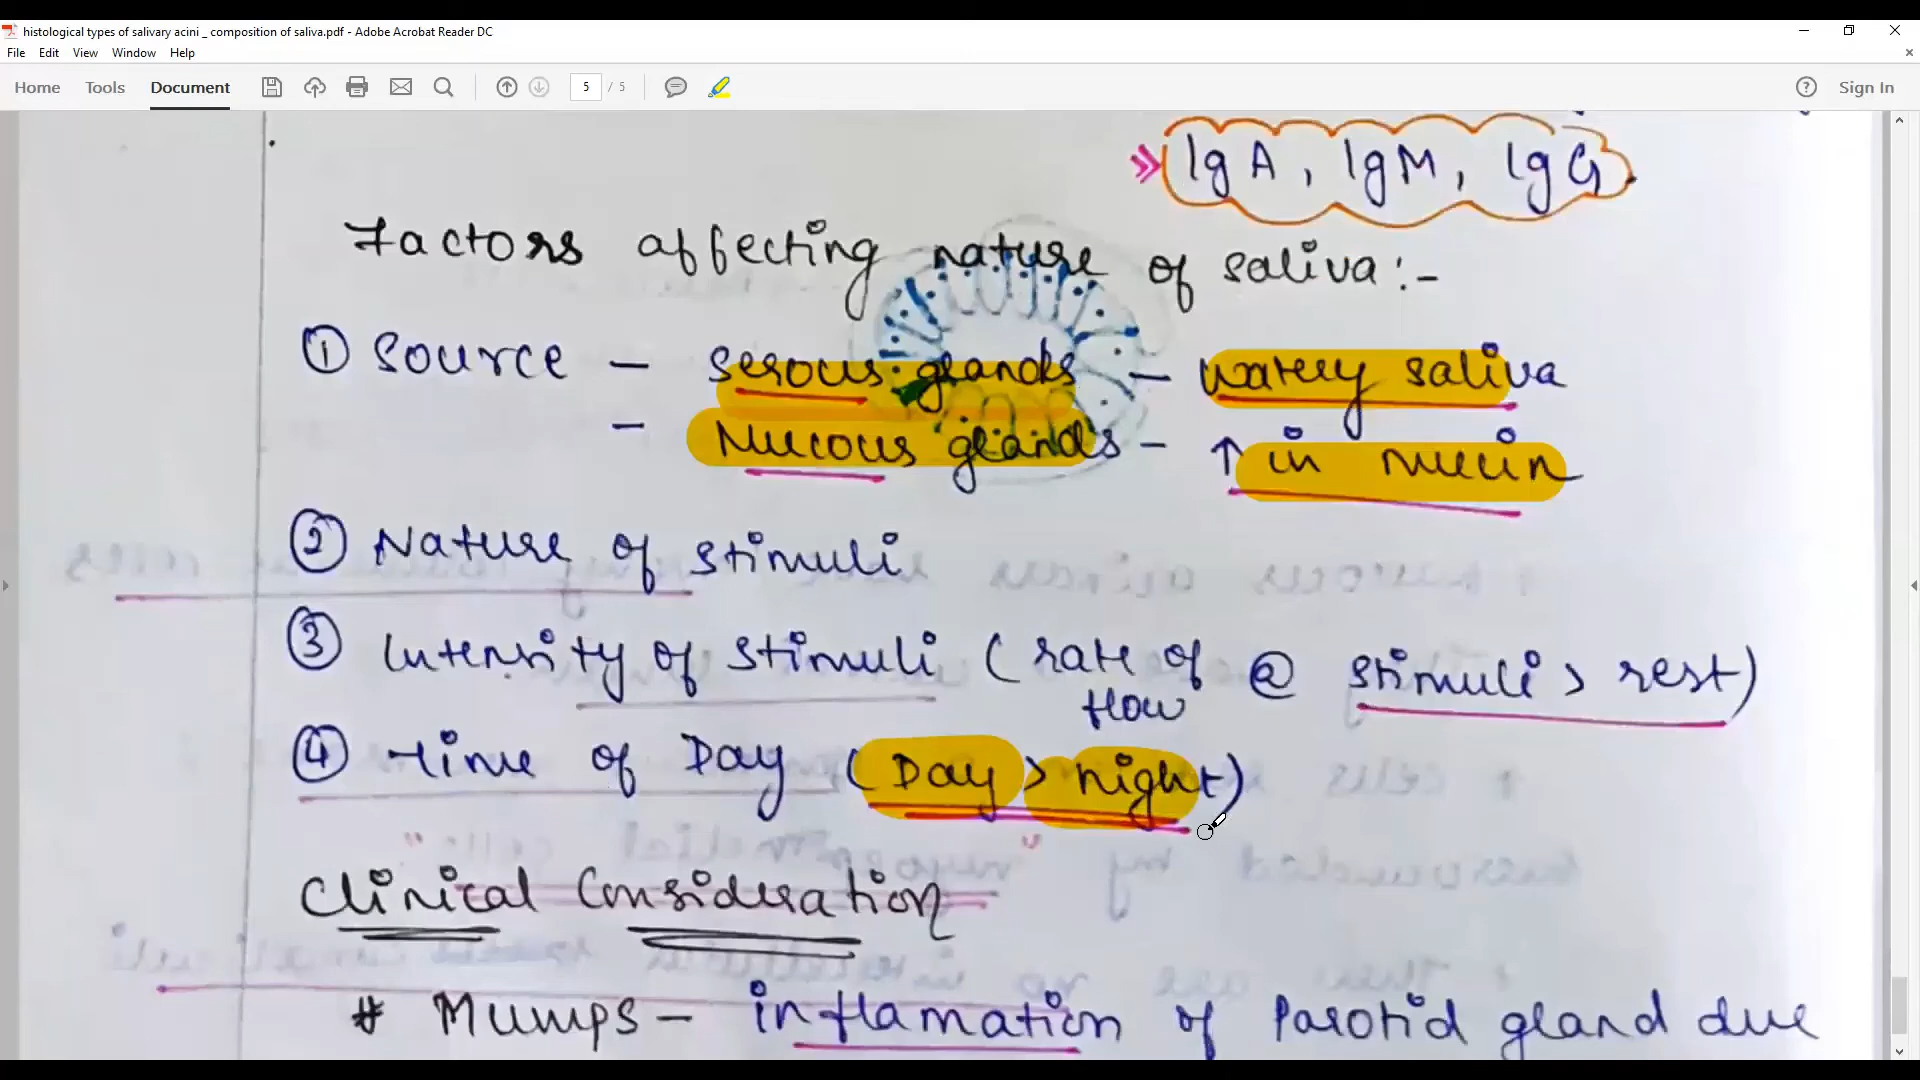 histological types of salivary acini _ composition of saliva.pdf - Adobe Acrobat Reader DC
File Edit View Window Help
Home Tools Document 5 / 5 Sign In
IgA, IgM, IgG.
Factors affecting nature of saliva :-
① Source – serous glands – watery saliva
– Mucous glands – ↑ in mucin
② Nature of stimuli
③ Intensity of stimuli ( rate of flow @ stimuli > rest)
④ Time of Day ( Day > night)
Clinical Consideration
# Mumps – inflamation of Parotid gland due